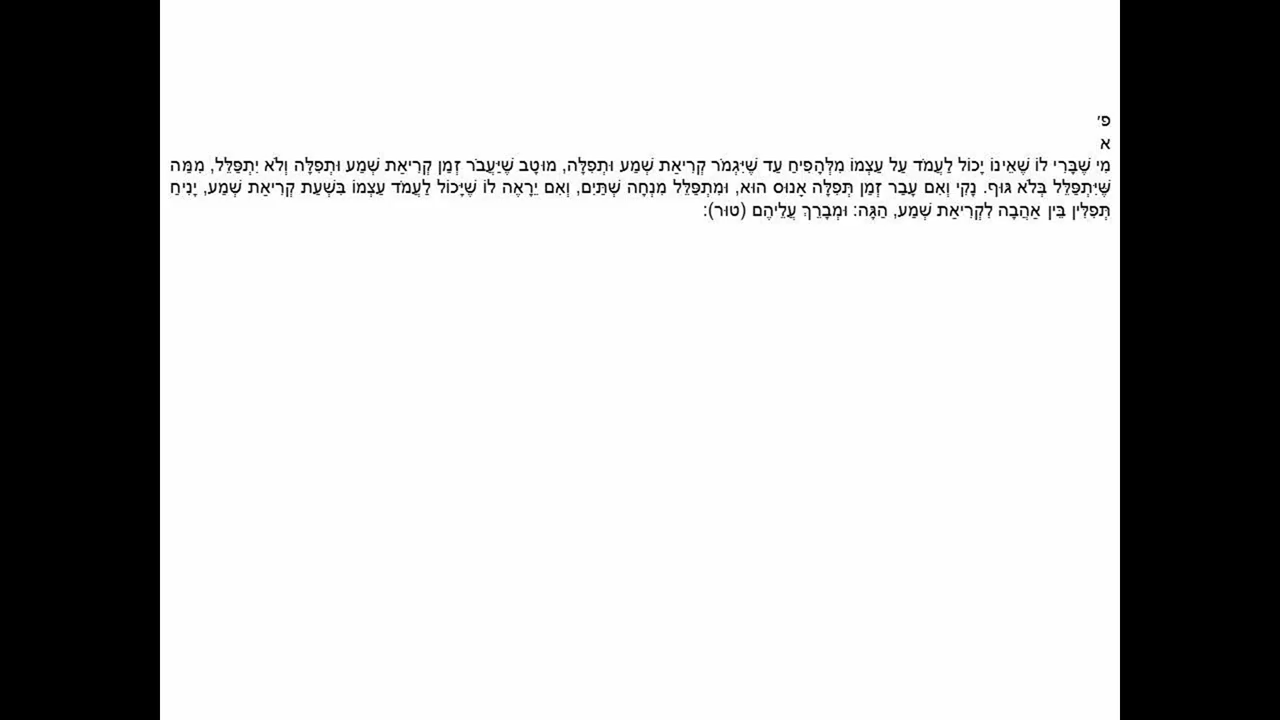 פ׳
א
מִי שֶׁבָּרִי לוֹ שֶׁאֵינוֹ יָכוֹל לַעֲמֹד עַל עַצְמוֹ מִלְּהָפִיחַ עַד שֶׁיִּגְמֹר קְרִיאַת שְׁמַע וּתְפִלָּה, מוּטָב שֶׁיַּעֲבֹר זְמַן קְרִיאַת שְׁמַע וּתְפִלָּה וְלֹא יִתְפַּלֵּל, מִמַּה
שֶּׁיִּתְפַּלֵּל בְּלֹא גּוּף. נָקִי וְאִם עָבַר זְמַן תְּפִלָּה אָנוּס הוּא, וּמִתְפַּלֵּל מִנְחָה שְׁתַּיִם, וְאִם יֵרָאֶה לוֹ שֶׁיָּכוֹל לַעֲמֹד עַצְמוֹ בִּשְׁעַת קְרִיאַת שְׁמַע, יָנִיחַ
תְּפִלִּין בֵּין אַהֲבָה לִקְרִיאַת שְׁמַע, הַגָּה: וּמְבָרֵךְ עֲלֵיהֶם (טוּר):